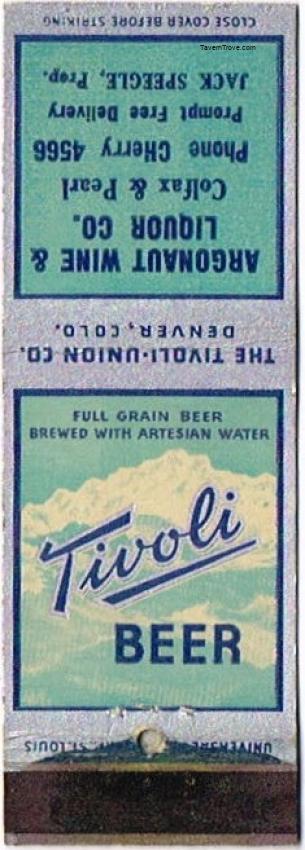 CLOSE COVER BEFORE STRIKING
TavernTrove.com
ARGONAUT WINE &
LIQUOR CO.
Colfax & Pearl
Phone CHerry 4566
Prompt Free Delivery
JACK SPEEGLE, Prop.
THE TIVOLI-UNION CO.
DENVER, COLO.
FULL GRAIN BEER
BREWED WITH ARTESIAN WATER
Tivoli
BEER
ST. LOUIS